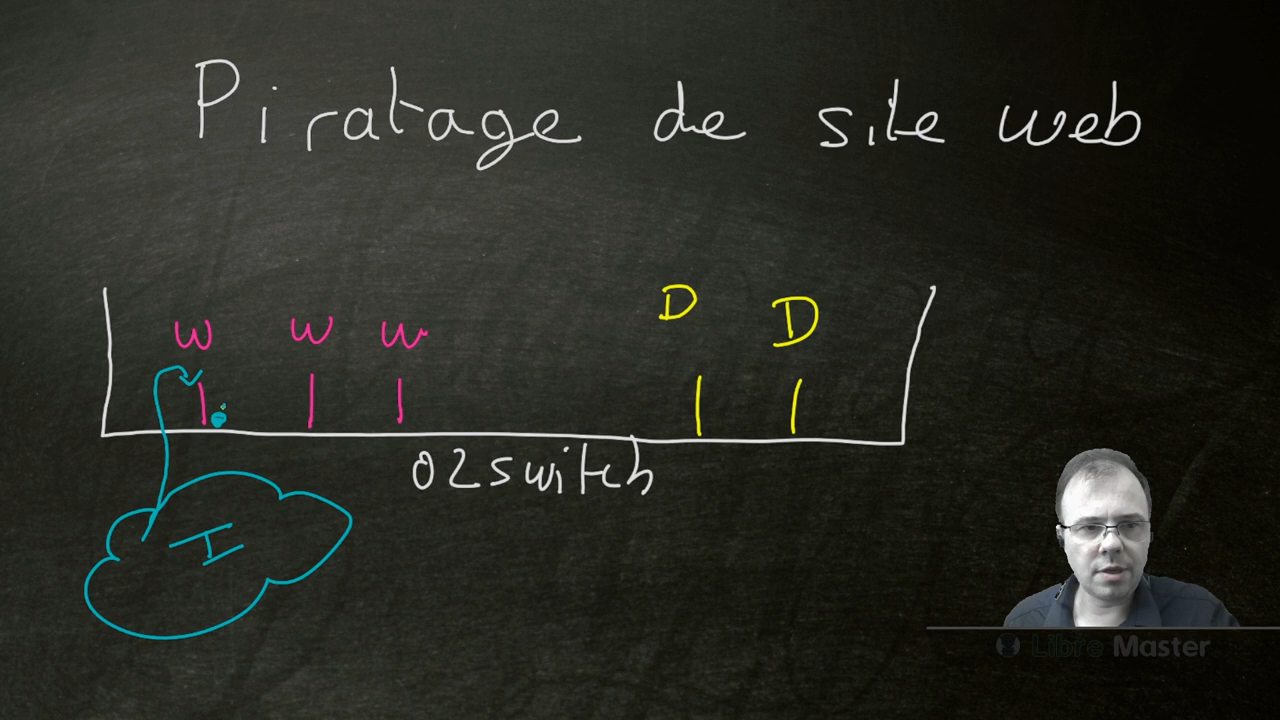 Piratage de site web
W W W D D
o2switch
I
Libre Master